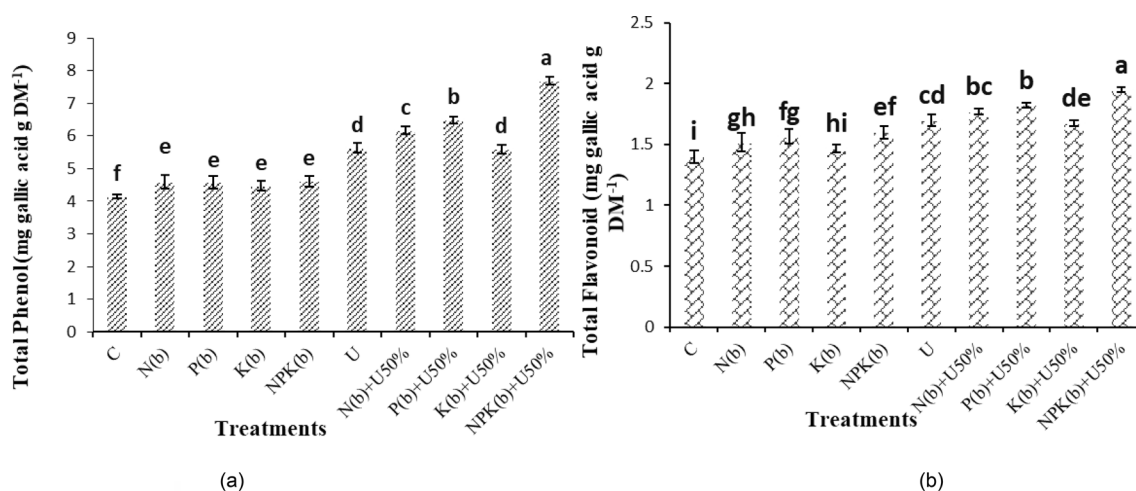 Total Phenol(mg gallic acid g DM-1)
9
8
7
6
5
4
3
2
1
0
f
e
e
e
e
d
c
b
d
a
C
N(b)
P(b)
K(b)
NPK(b)
U
N(b)+U50%
P(b)+U50%
K(b)+U50%
NPK(b)+U50%
Treatments
(a)
Total Flavonoid (mg gallic acid g
DM-1)
2.5
2
1.5
1
0.5
0
i
gh
fg
hi
ef
cd
bc
b
de
a
C
N(b)
P(b)
K(b)
NPK(b)
U
N(b)+U50%
P(b)+U50%
K(b)+U50%
NPK(b)+U50%
Treatments
(b)